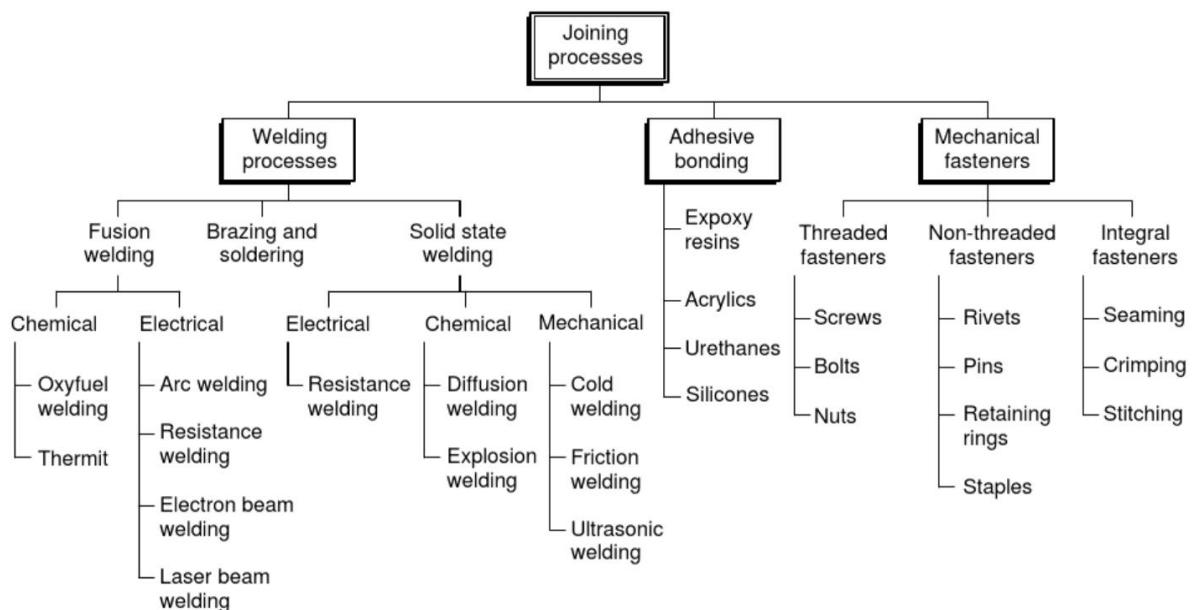 Joining
processes
Welding
processes
Adhesive
bonding
Mechanical
fasteners
Fusion
welding
Brazing and
soldering
Solid state
welding
Expoxy
resins
Acrylics
Urethanes
Silicones
Threaded
fasteners
Non-threaded
fasteners
Integral
fasteners
Chemical
Electrical
Electrical
Chemical
Mechanical
Oxyfuel
welding
Thermit
Arc welding
Resistance
welding
Electron beam
welding
Laser beam
welding
Resistance
welding
Diffusion
welding
Explosion
welding
Cold
welding
Friction
welding
Ultrasonic
welding
Screws
Bolts
Nuts
Rivets
Pins
Retaining
rings
Staples
Seaming
Crimping
Stitching